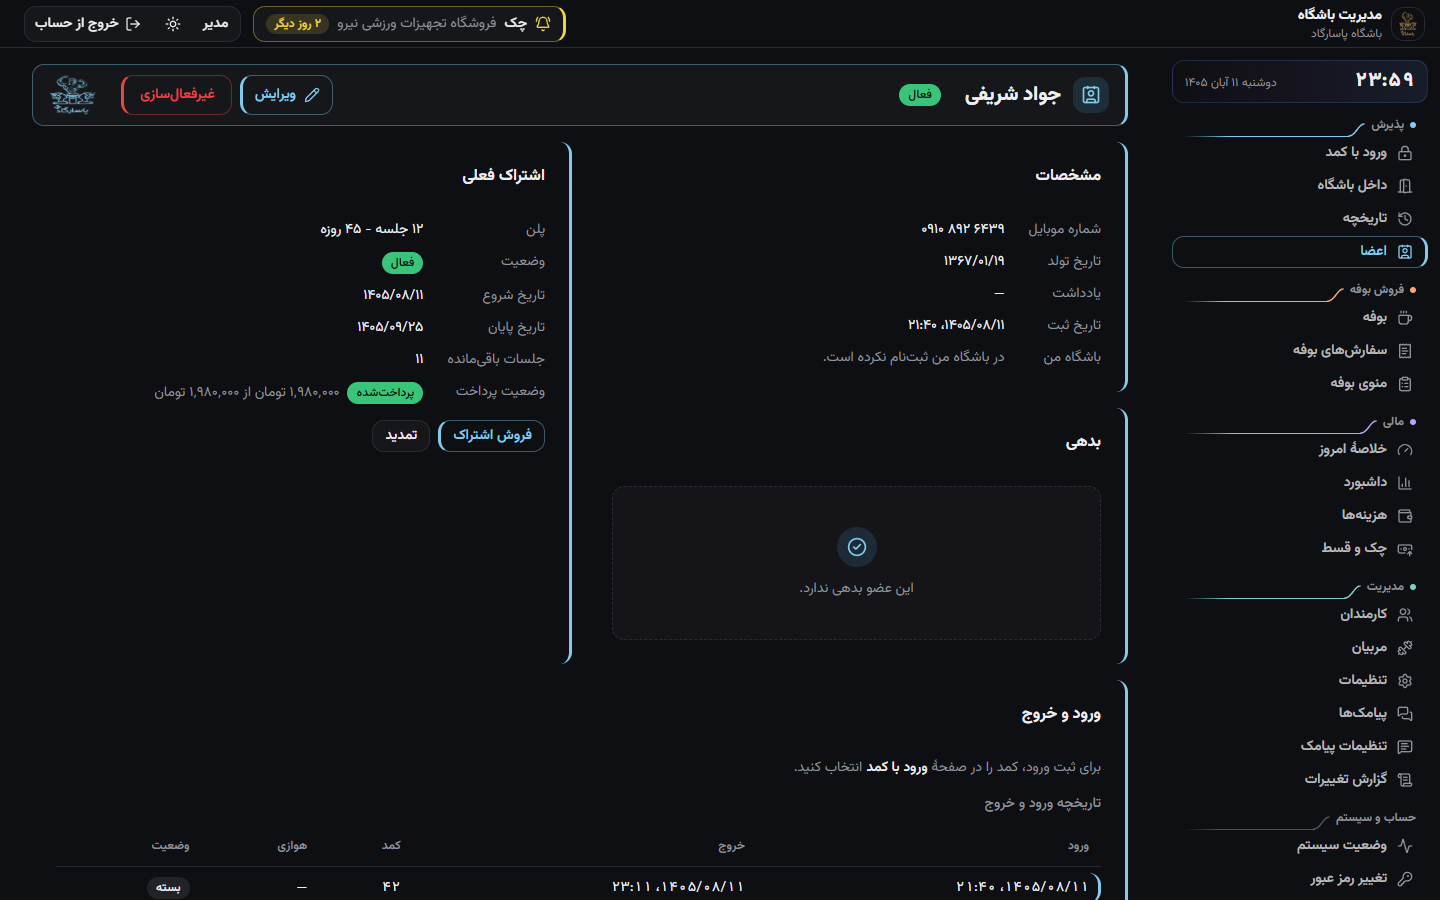 مدیریت باشگاه
باشگاه پاسارگاد
چک فروشگاه تجهیزات ورزشی نیرو ۲ روز دیگر
مدیر
خروج از حساب
۲۳:۵۹
دوشنبه ۱۱ آبان ۱۴۰۵
پذیرش
ورود با کمد
داخل باشگاه
تاریخچه
اعضا
فروش بوفه
بوفه
سفارش‌های بوفه
منوی بوفه
مالی
خلاصهٔ امروز
داشبورد
هزینه‌ها
چک و قسط
مدیریت
کارمندان
مربیان
تنظیمات
پیامک‌ها
تنظیمات پیامک
گزارش تغییرات
حساب و سیستم
وضعیت سیستم
تغییر رمز عبور
جواد شریفی فعال
ویرایش
غیرفعال‌سازی
پاسارگاد
مشخصات
شماره موبایل ۰۹۱۰ ۸۹۲ ۶۴۳۹
تاریخ تولد ۱۳۶۷/۰۱/۱۹
یادداشت —
تاریخ ثبت ۱۴۰۵/۰۸/۱۱، ۲۱:۴۰
باشگاه من در باشگاه من ثبت‌نام نکرده است.
اشتراک فعلی
پلن ۱۲ جلسه - ۴۵ روزه
وضعیت فعال
تاریخ شروع ۱۴۰۵/۰۸/۱۱
تاریخ پایان ۱۴۰۵/۰۹/۲۵
جلسات باقی‌مانده ۱۱
وضعیت پرداخت پرداخت‌شده ۱,۹۸۰,۰۰۰ تومان از ۱,۹۸۰,۰۰۰ تومان
فروش اشتراک تمدید
بدهی
این عضو بدهی ندارد.
ورود و خروج
برای ثبت ورود، کمد را در صفحهٔ ورود با کمد انتخاب کنید.
تاریخچه ورود و خروج
ورود خروج کمد هوازی وضعیت
۱۴۰۵/۰۸/۱۱، ۲۱:۴۰ ۱۴۰۵/۰۸/۱۱، ۲۳:۱۱ ۴۲ — بسته